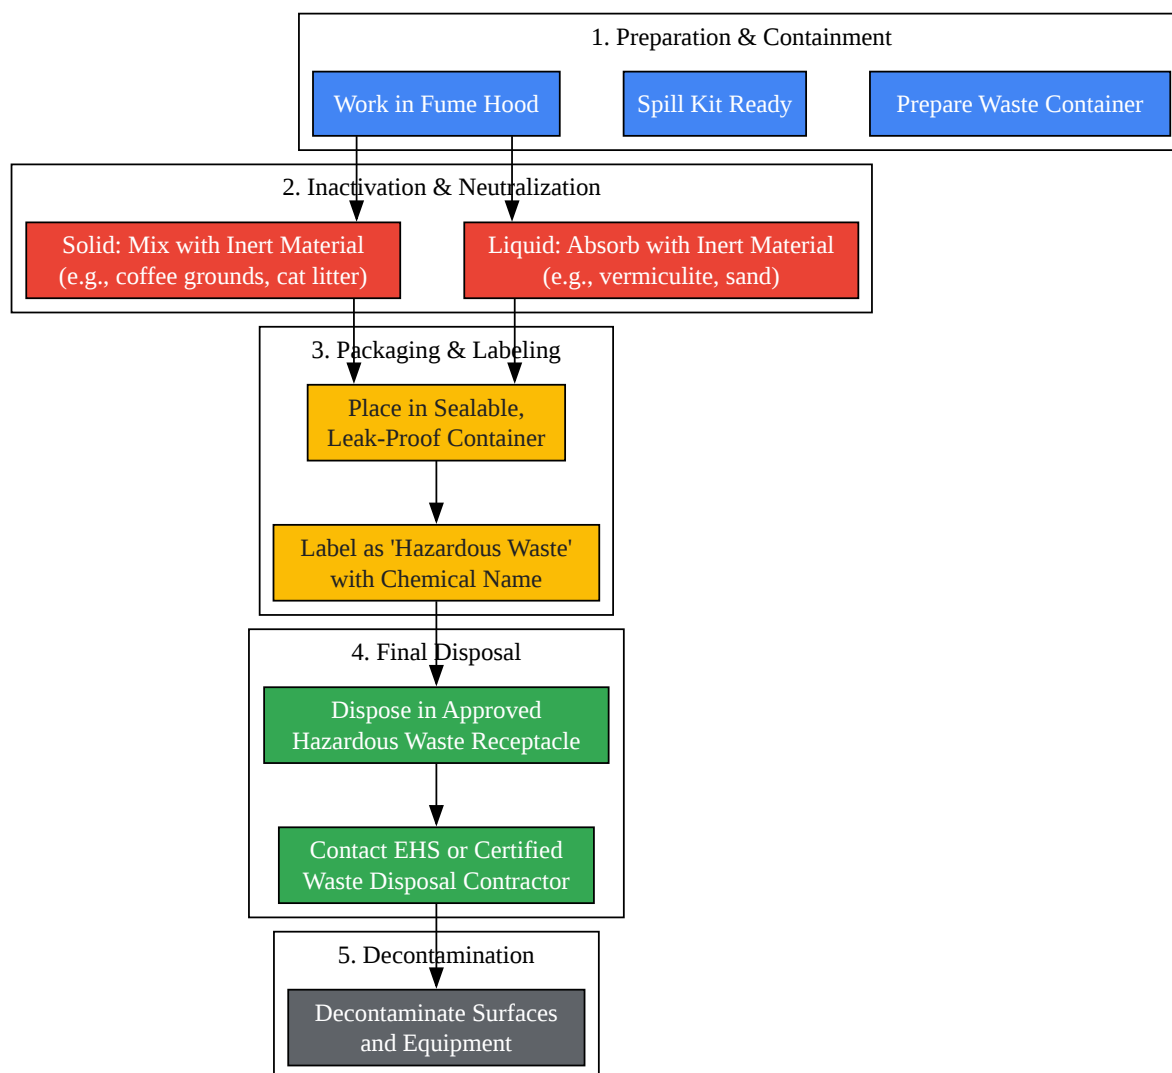 1. Preparation & Containment
Work in Fume Hood
Spill Kit Ready
Prepare Waste Container
2. Inactivation & Neutralization
Solid: Mix with Inert Material
(e.g., coffee grounds, cat litter)
Liquid: Absorb with Inert Material
(e.g., vermiculite, sand)
3. Packaging & Labeling
Place in Sealable,
Leak-Proof Container
Label as 'Hazardous Waste'
with Chemical Name
4. Final Disposal
Dispose in Approved
Hazardous Waste Receptacle
Contact EHS or Certified
Waste Disposal Contractor
5. Decontamination
Decontaminate Surfaces
and Equipment